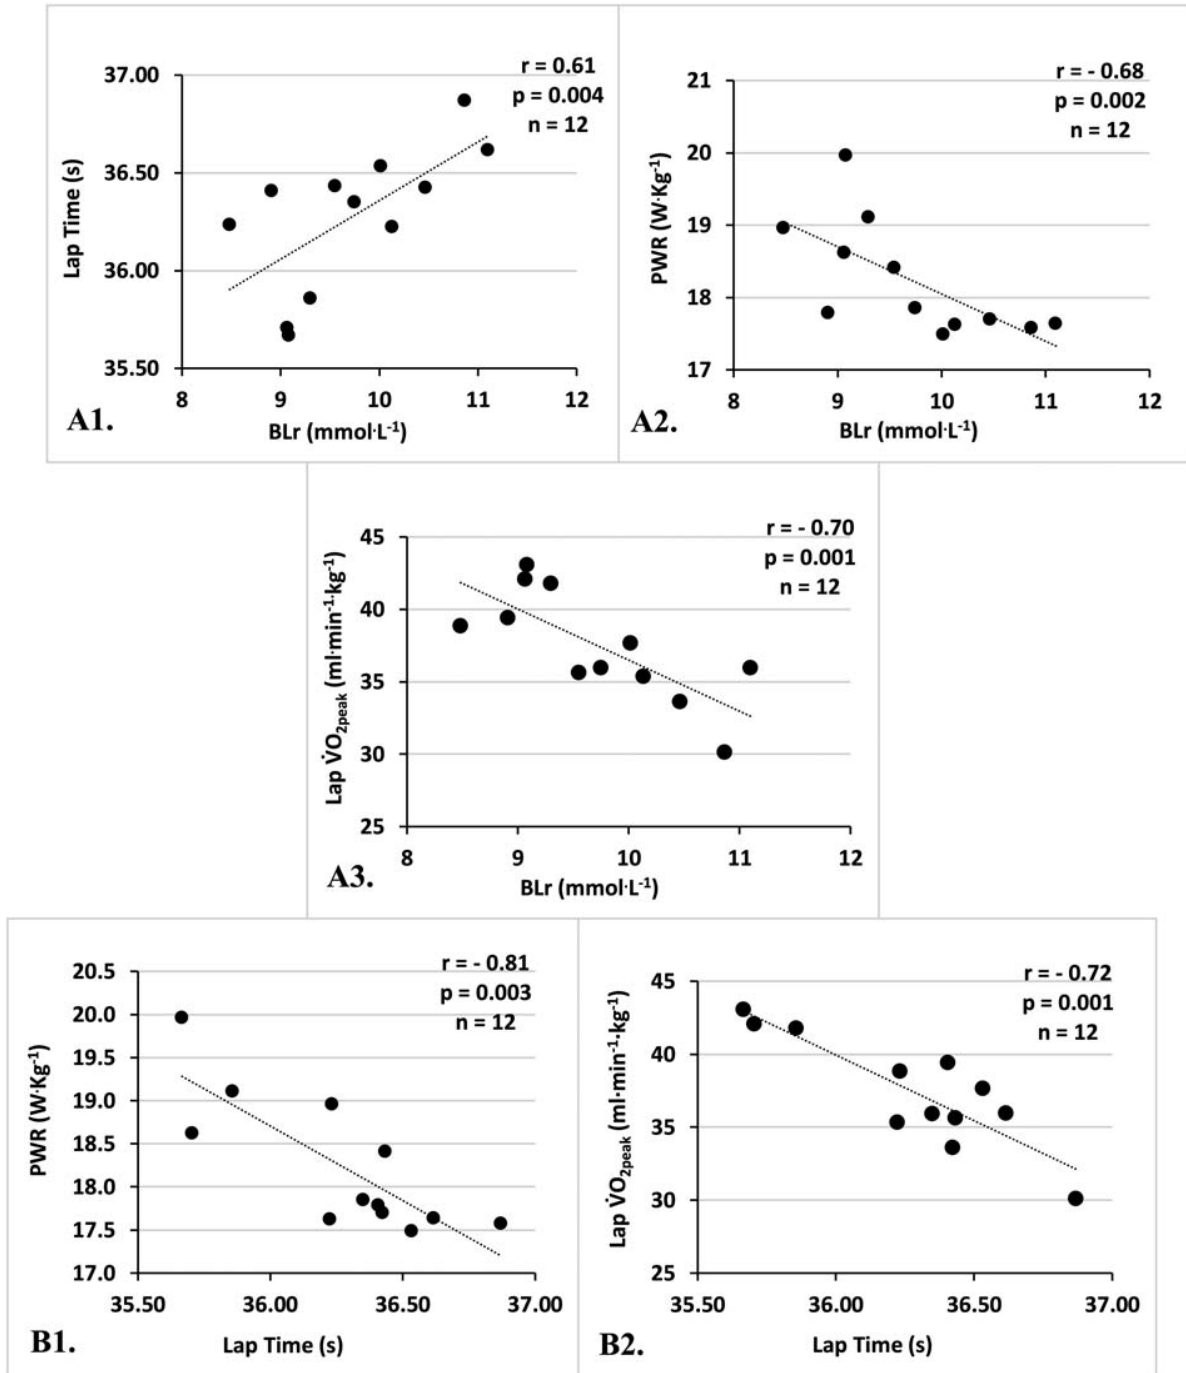 r = 0.61
p = 0.004
n = 12
37.00
36.50
36.00
35.50
Lap Time (s)
8 9 10 11 12
BLr (mmol·L⁻¹)
A1.
r = - 0.68
p = 0.002
n = 12
21
20
19
18
17
PWR (W·Kg⁻¹)
8 9 10 11 12
BLr (mmol·L⁻¹)
A2.
r = - 0.70
p = 0.001
n = 12
45
40
35
30
25
Lap V̇O₂peak (ml·min⁻¹·kg⁻¹)
8 9 10 11 12
BLr (mmol·L⁻¹)
A3.
r = - 0.81
p = 0.003
n = 12
20.5
20.0
19.5
19.0
18.5
18.0
17.5
17.0
PWR (W·Kg⁻¹)
35.50 36.00 36.50 37.00
Lap Time (s)
B1.
r = - 0.72
p = 0.001
n = 12
45
40
35
30
25
Lap V̇O₂peak (ml·min⁻¹·kg⁻¹)
35.50 36.00 36.50 37.00
Lap Time (s)
B2.